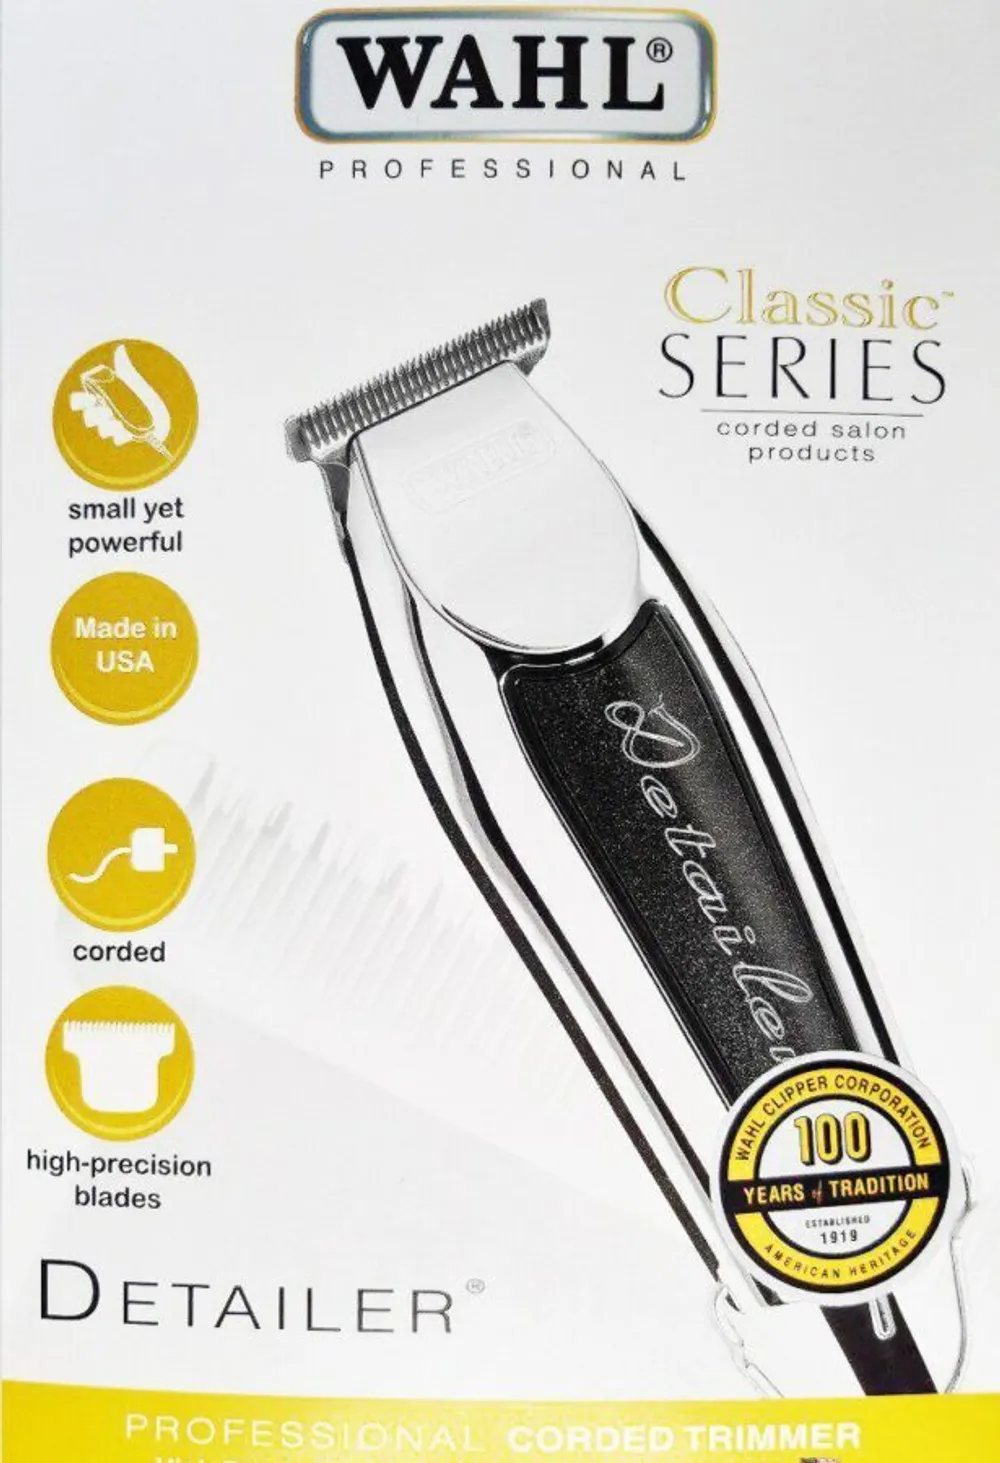 WAHL®
PROFESSIONAL
Classic™
SERIES
corded salon
products
WAHL
small yet
powerful
Made in
USA
corded
high-precision
blades
Detailer
WAHL CLIPPER CORPORATION
100
YEARS of TRADITION
ESTABLISHED
1919
AMERICAN HERITAGE
DETAILER®
PROFESSIONAL CORDED TRIMMER